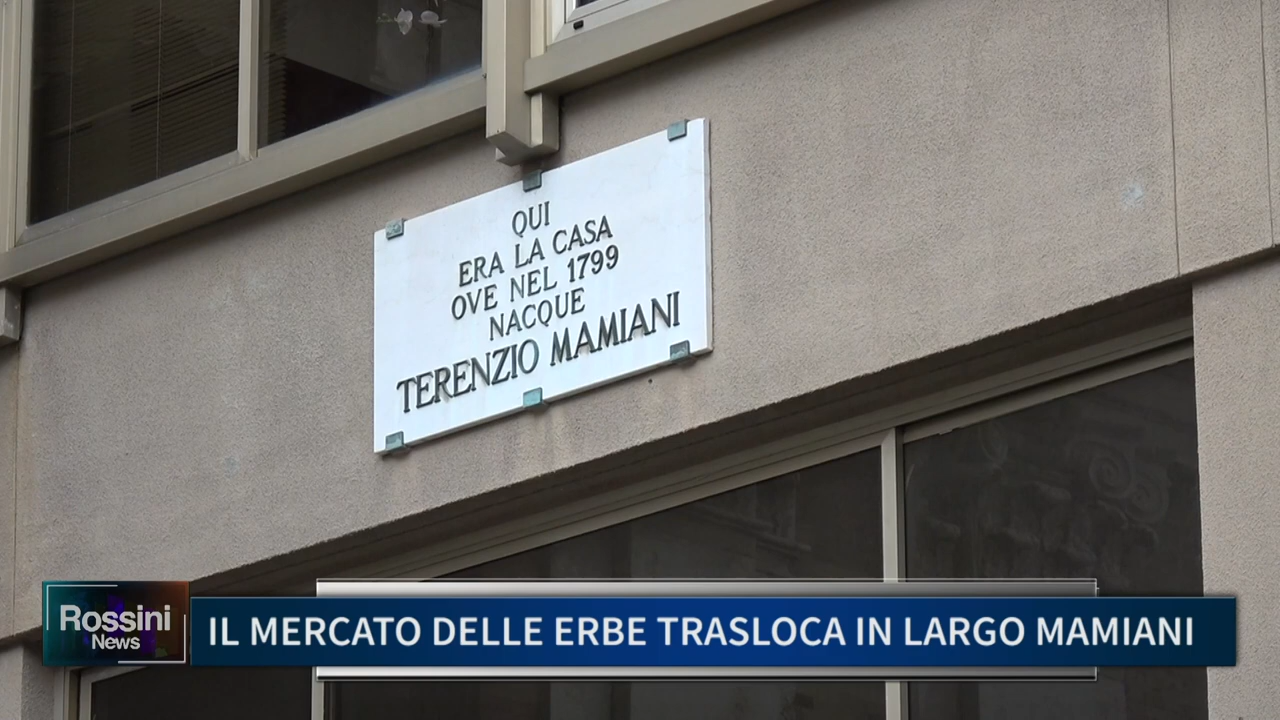 QUI
ERA LA CASA
OVE NEL 1799
NACQUE
TERENZIO MAMIANI
Rossini
News
IL MERCATO DELLE ERBE TRASLOCA IN LARGO MAMIANI